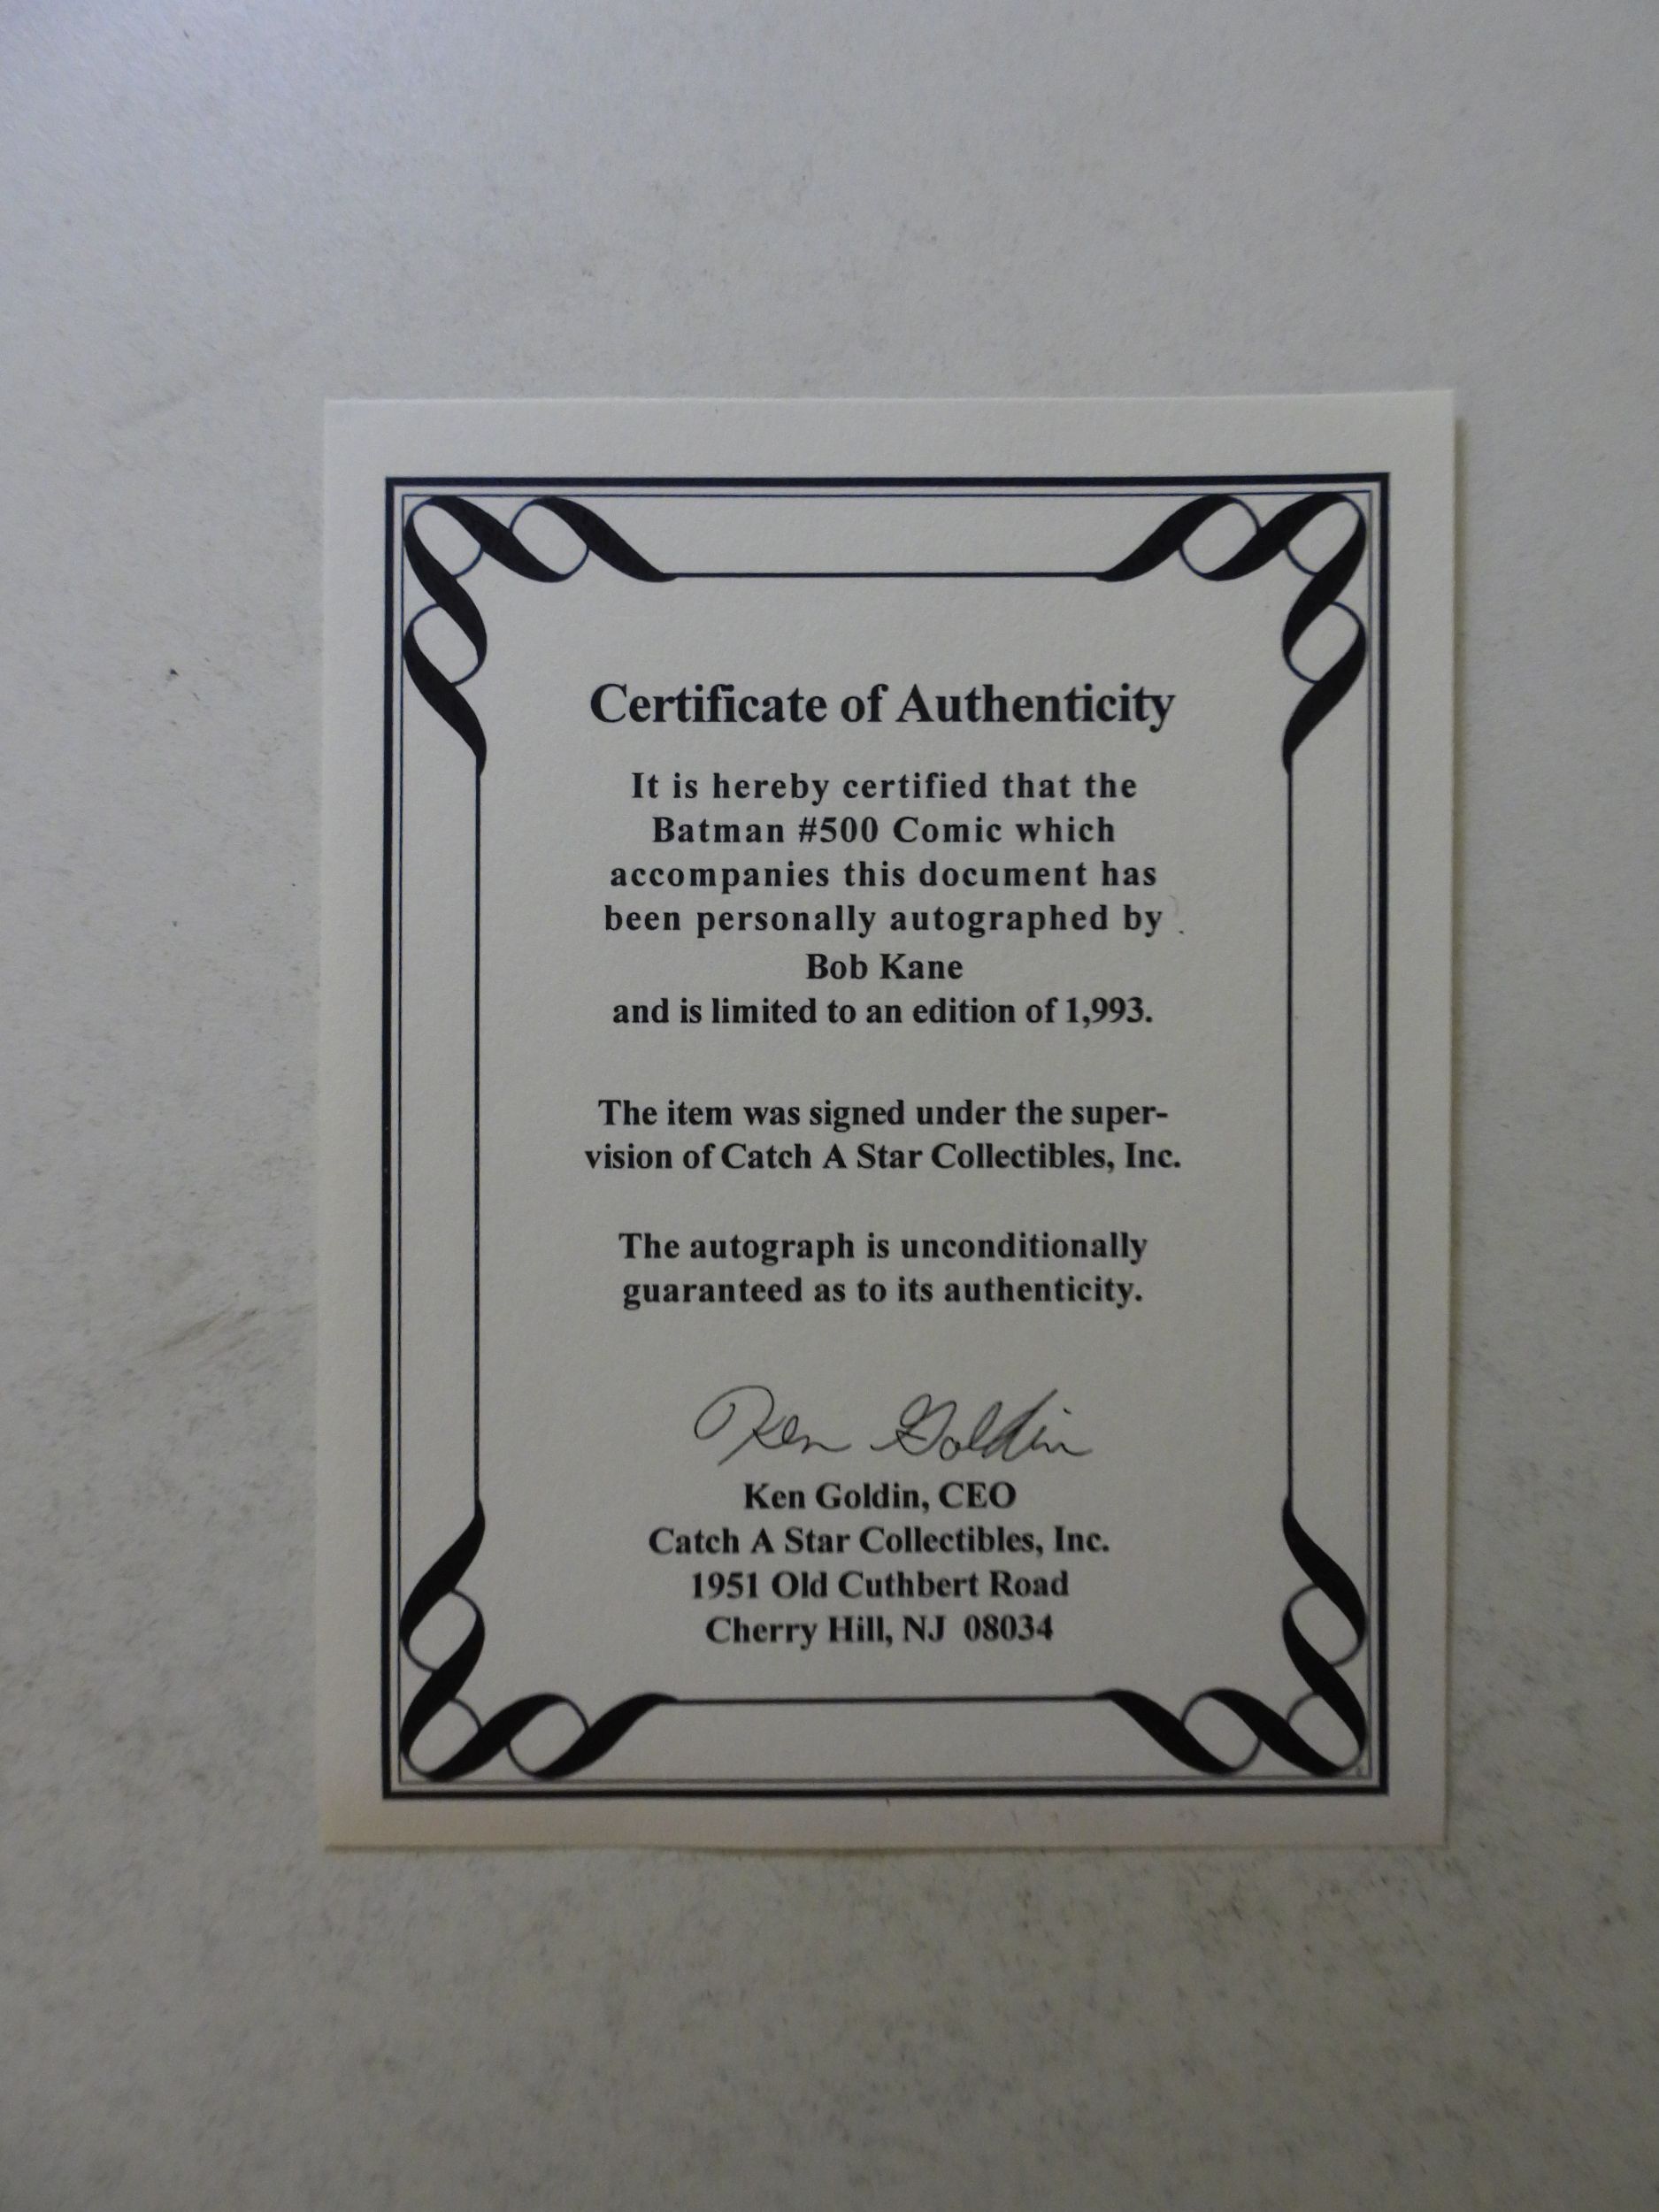 Certificate of Authenticity
It is hereby certified that the
Batman #500 Comic which
accompanies this document has
been personally autographed by
Bob Kane
and is limited to an edition of 1,993.
The item was signed under the super-
vision of Catch A Star Collectibles, Inc.
The autograph is unconditionally
guaranteed as to its authenticity.
Ken Goldin
Ken Goldin, CEO
Catch A Star Collectibles, Inc.
1951 Old Cuthbert Road
Cherry Hill, NJ 08034